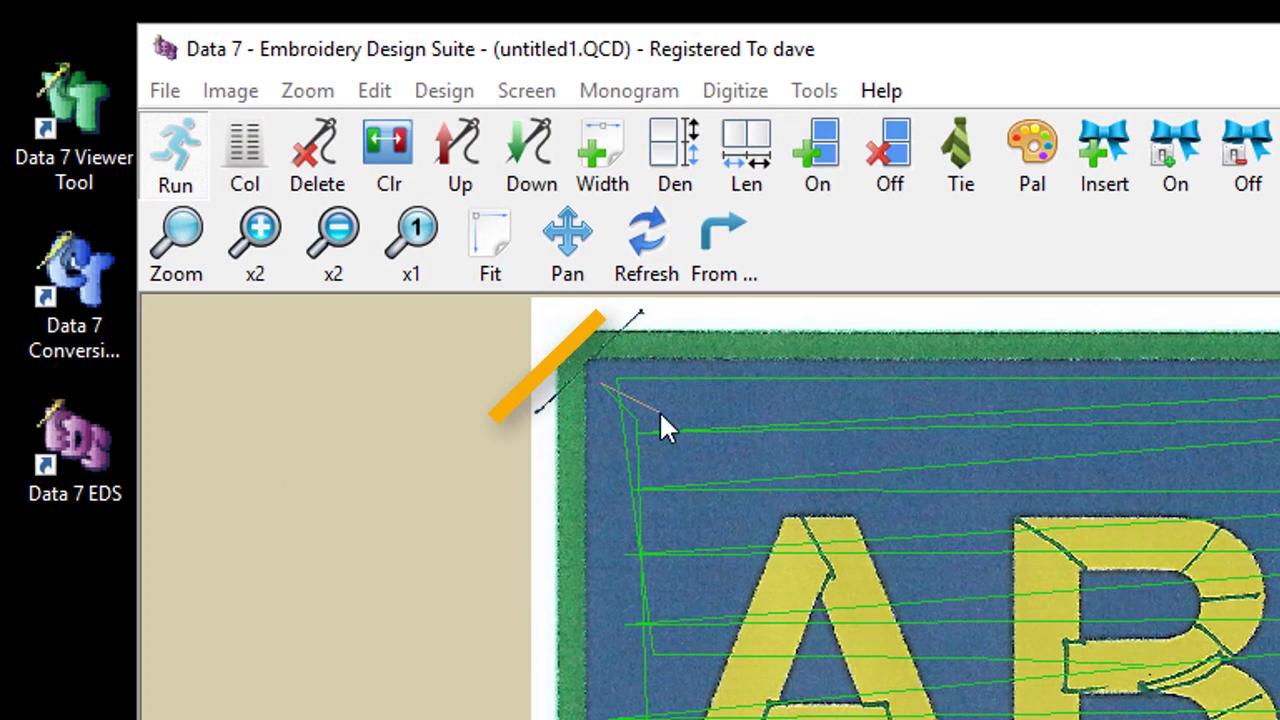 Data 7 - Embroidery Design Suite - (untitled1.QCD) - Registered To dave
File Image Zoom Edit Design Screen Monogram Digitize Tools Help
Run Col Delete Clr Up Down Width Den Len On Off Tie Pal Insert On Off
Zoom x2 x2 x1 Fit Pan Refresh From ...
1
Data 7 Viewer
Tool
Data 7
Conversi...
Data 7 EDS
AB